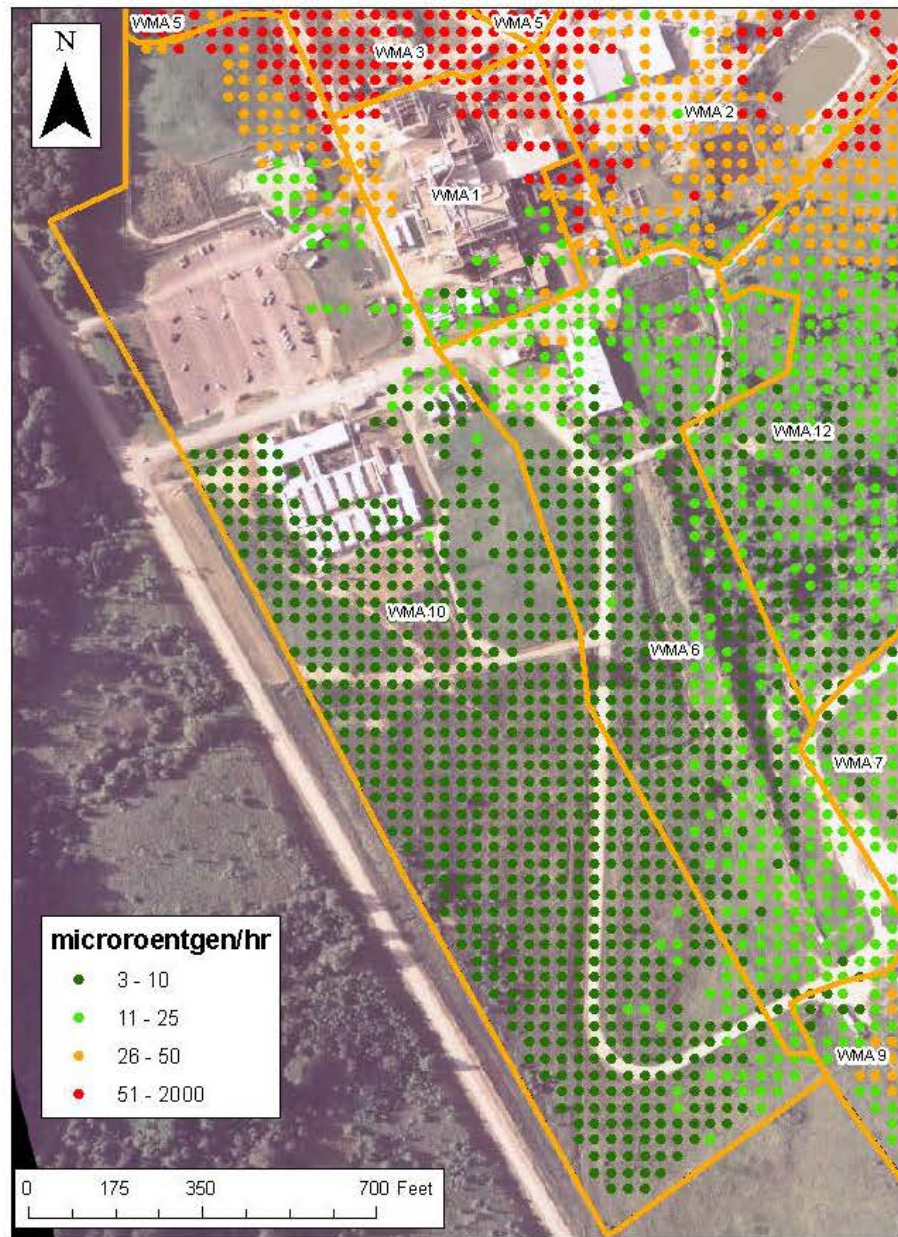 WMA 5
WMA 5
N
WMA 3
WMA 2
WMA 1
WMA 12
WMA 10
WMA 6
WMA 7
microroentgen/hr
3 - 10
11 - 25
26 - 50
51 - 2000
WMA 9
0 175 350 700 Feet